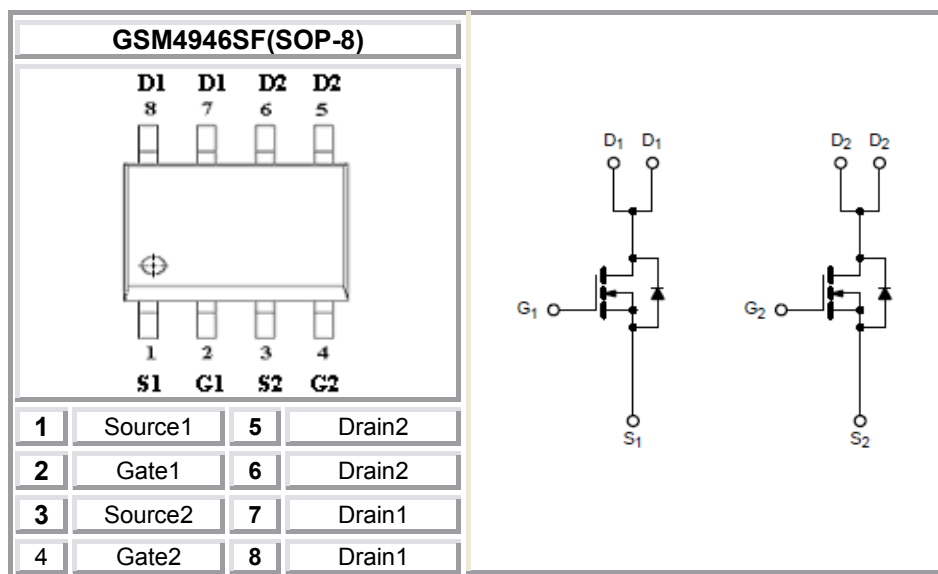 GSM4946SF(SOP-8)
D1 D1 D2 D2
8 7 6 5
1 2 3 4
S1 G1 S2 G2
1 Source1 5 Drain2
2 Gate1 6 Drain2
3 Source2 7 Drain1
4 Gate2 8 Drain1
D1 D1 D2 D2
G1 G2
S1 S2